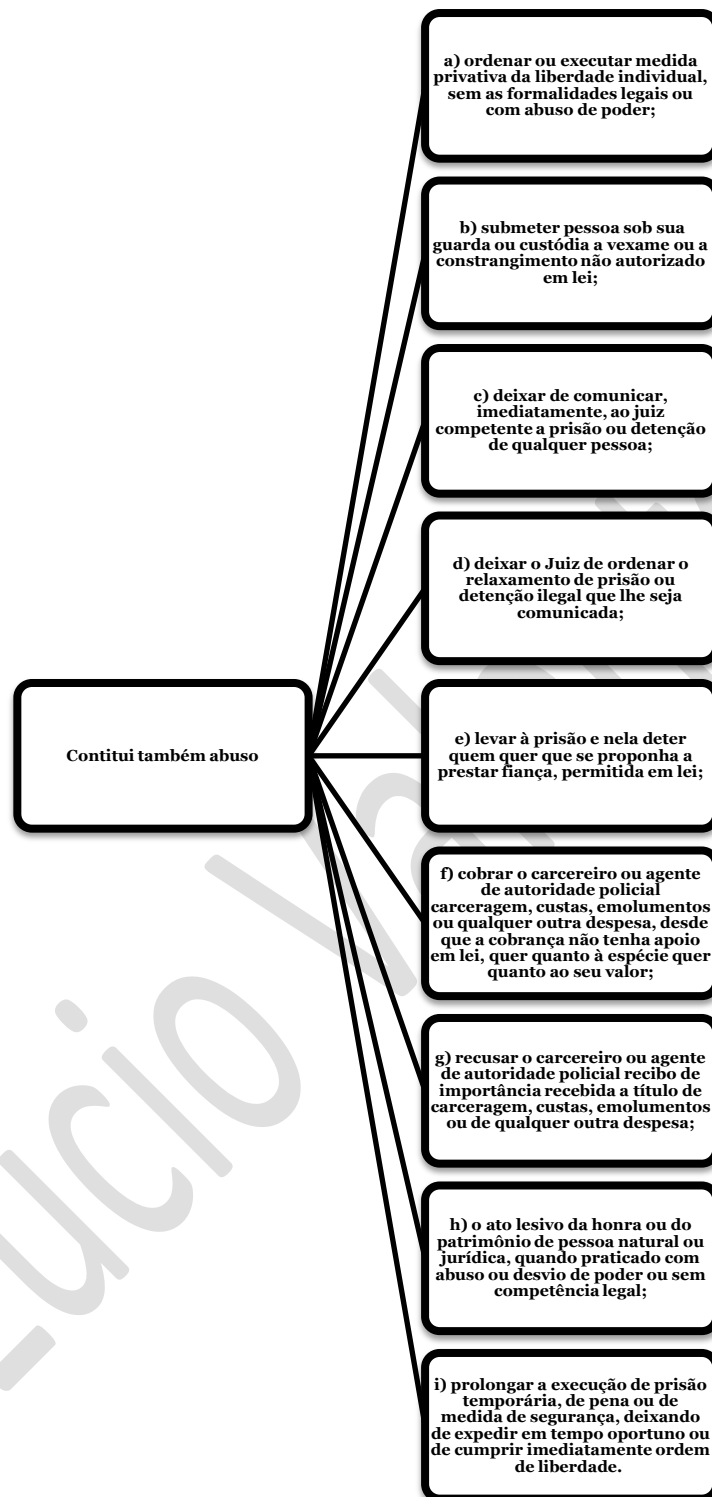 a) ordenar ou executar medida
privativa da liberdade individual,
sem as formalidades legais ou
com abuso de poder;
b) submeter pessoa sob sua
guarda ou custódia a vexame ou a
constrangimento não autorizado
em lei;
c) deixar de comunicar,
imediatamente, ao juiz
competente a prisão ou detenção
de qualquer pessoa;
d) deixar o Juiz de ordenar o
relaxamento de prisão ou
detenção ilegal que lhe seja
comunicada;
Contitui também abuso
e) levar à prisão e nela deter
quem quer que se proponha a
prestar fiança, permitida em lei;
f) cobrar o carcereiro ou agente
de autoridade policial
carceragem, custas, emolumentos
ou qualquer outra despesa, desde
que a cobrança não tenha apoio
em lei, quer quanto à espécie quer
quanto ao seu valor;
g) recusar o carcereiro ou agente
de autoridade policial recibo de
importância recebida a título de
carceragem, custas, emolumentos
ou de qualquer outra despesa;
h) o ato lesivo da honra ou do
patrimônio de pessoa natural ou
jurídica, quando praticado com
abuso ou desvio de poder ou sem
competência legal;
i) prolongar a execução de prisão
temporária, de pena ou de
medida de segurança, deixando
de expedir em tempo oportuno ou
de cumprir imediatamente ordem
de liberdade.
Lucio